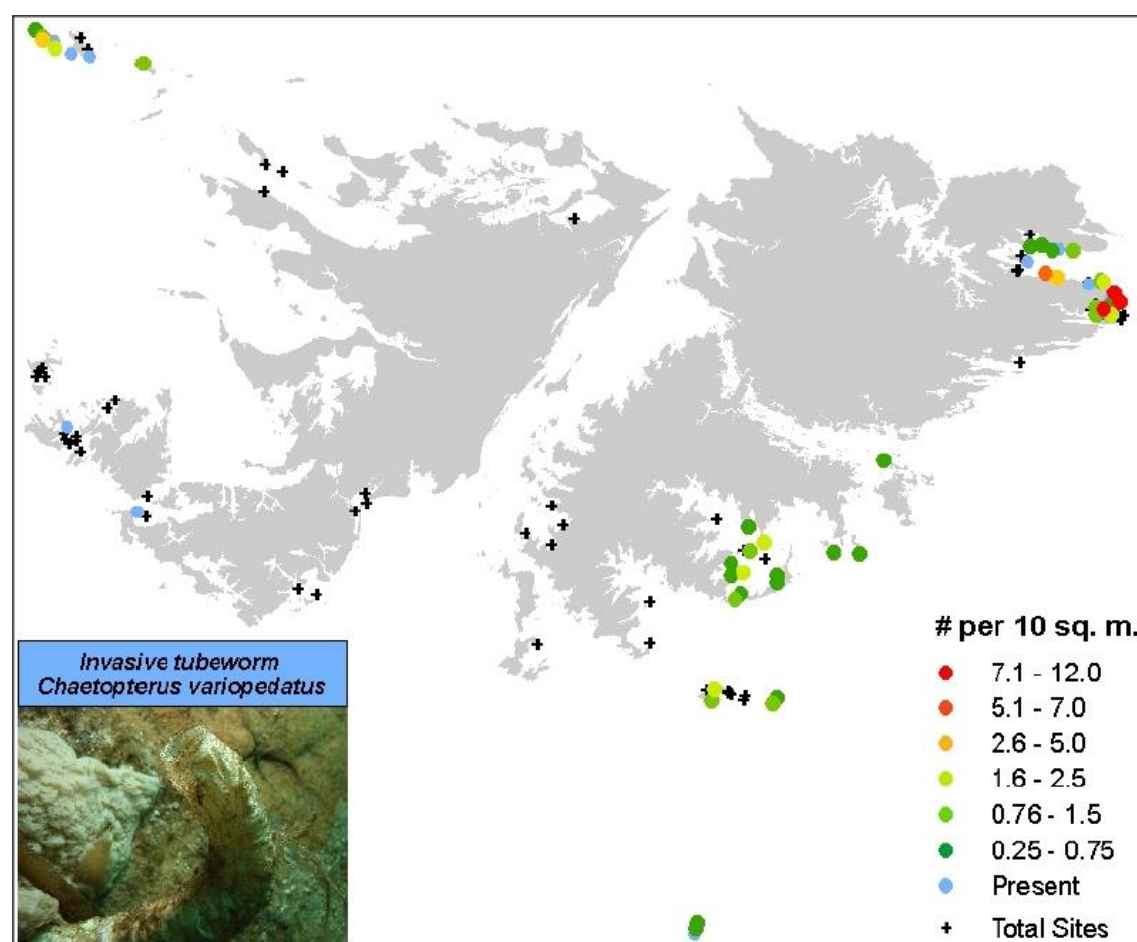 Invasive tubeworm
Chaetopterus variopedatus
# per 10 sq. m.
7.1 - 12.0
5.1 - 7.0
2.6 - 5.0
1.6 - 2.5
0.76 - 1.5
0.25 - 0.75
Present
Total Sites